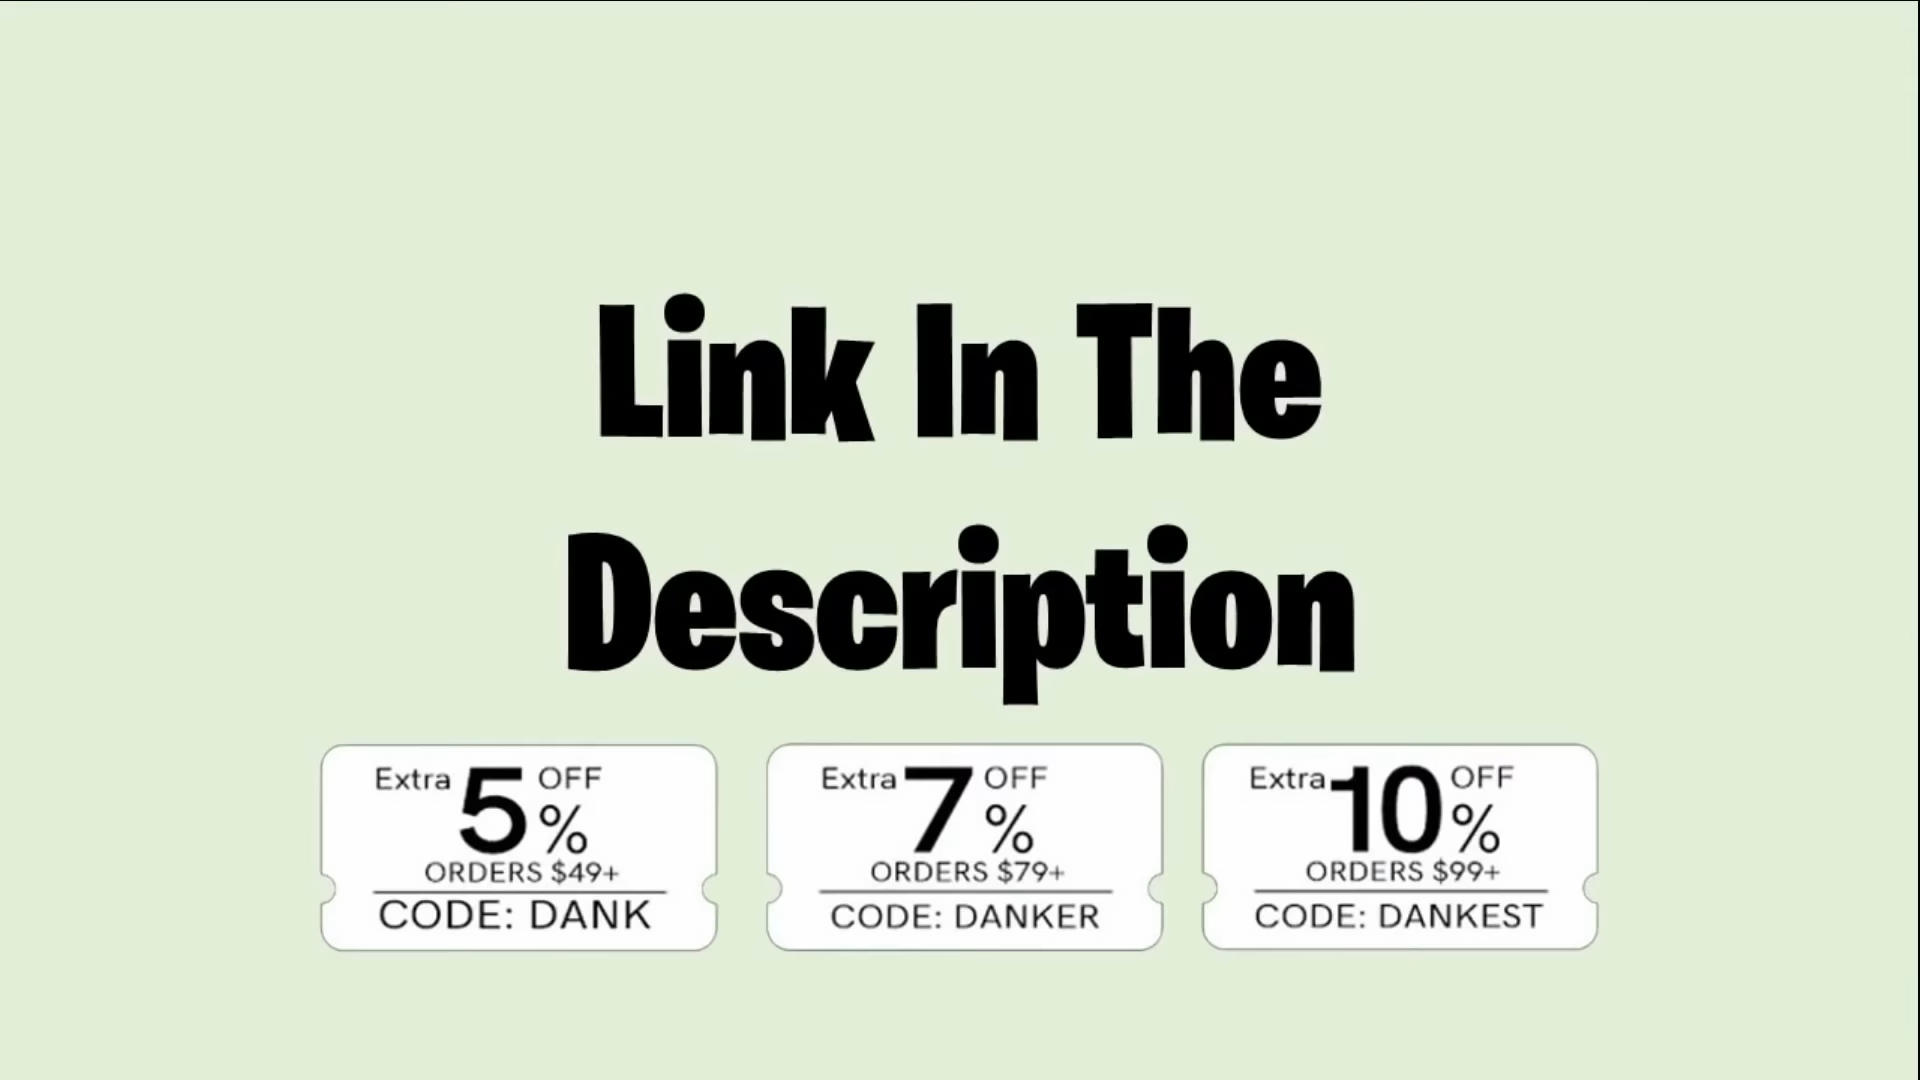 Link In The
Description
Extra 5% OFF
ORDERS $49+
CODE: DANK
Extra 7% OFF
ORDERS $79+
CODE: DANKER
Extra 10% OFF
ORDERS $99+
CODE: DANKEST